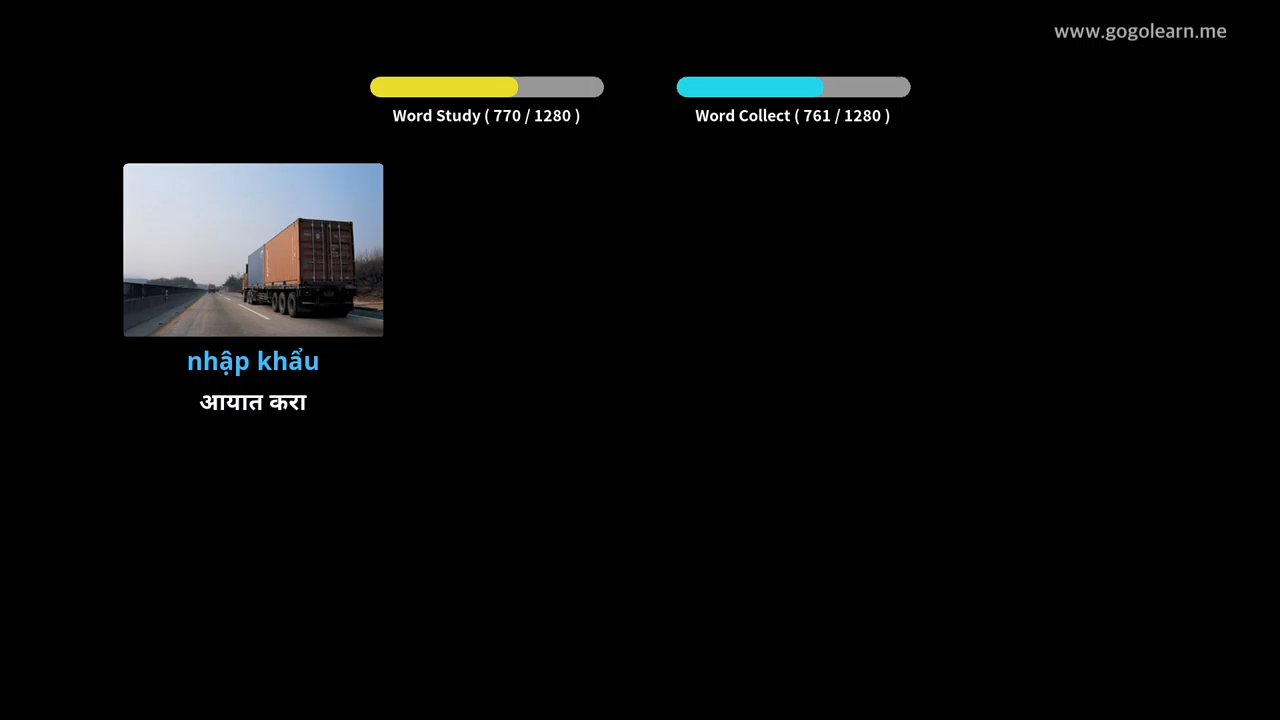 www.gogolearn.me
Word Study ( 770 / 1280 )
Word Collect ( 761 / 1280 )
nhập khẩu
आयात करा